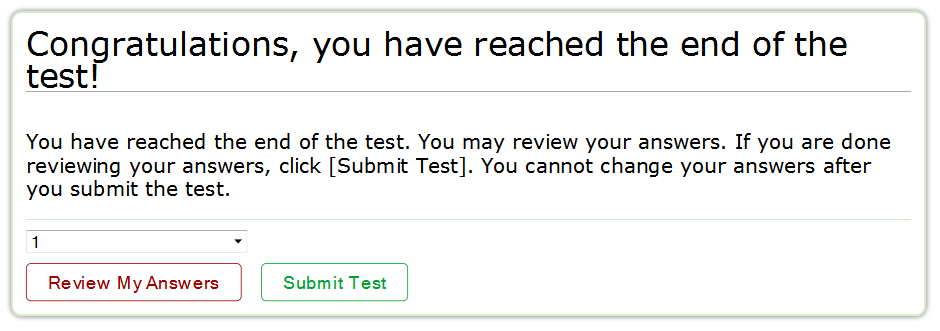 Congratulations, you have reached the end of the
test!
You have reached the end of the test. You may review your answers. If you are done
reviewing your answers, click [Submit Test]. You cannot change your answers after
you submit the test.
1
Review My Answers Submit Test